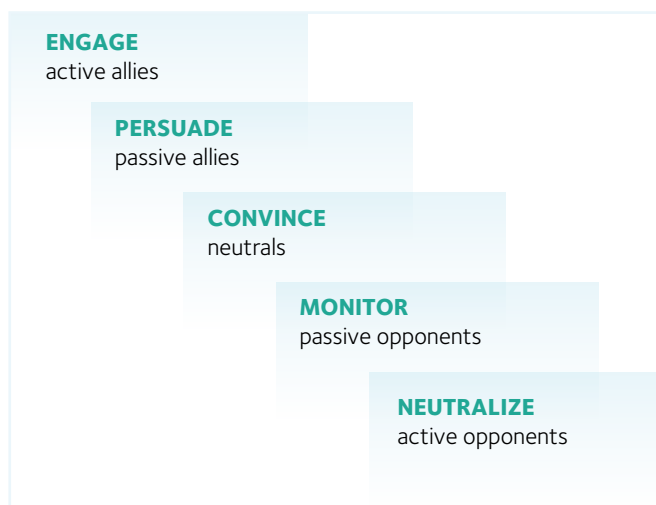 ENGAGE
active allies
PERSUADE
passive allies
CONVINCE
neutrals
MONITOR
passive opponents
NEUTRALIZE
active opponents